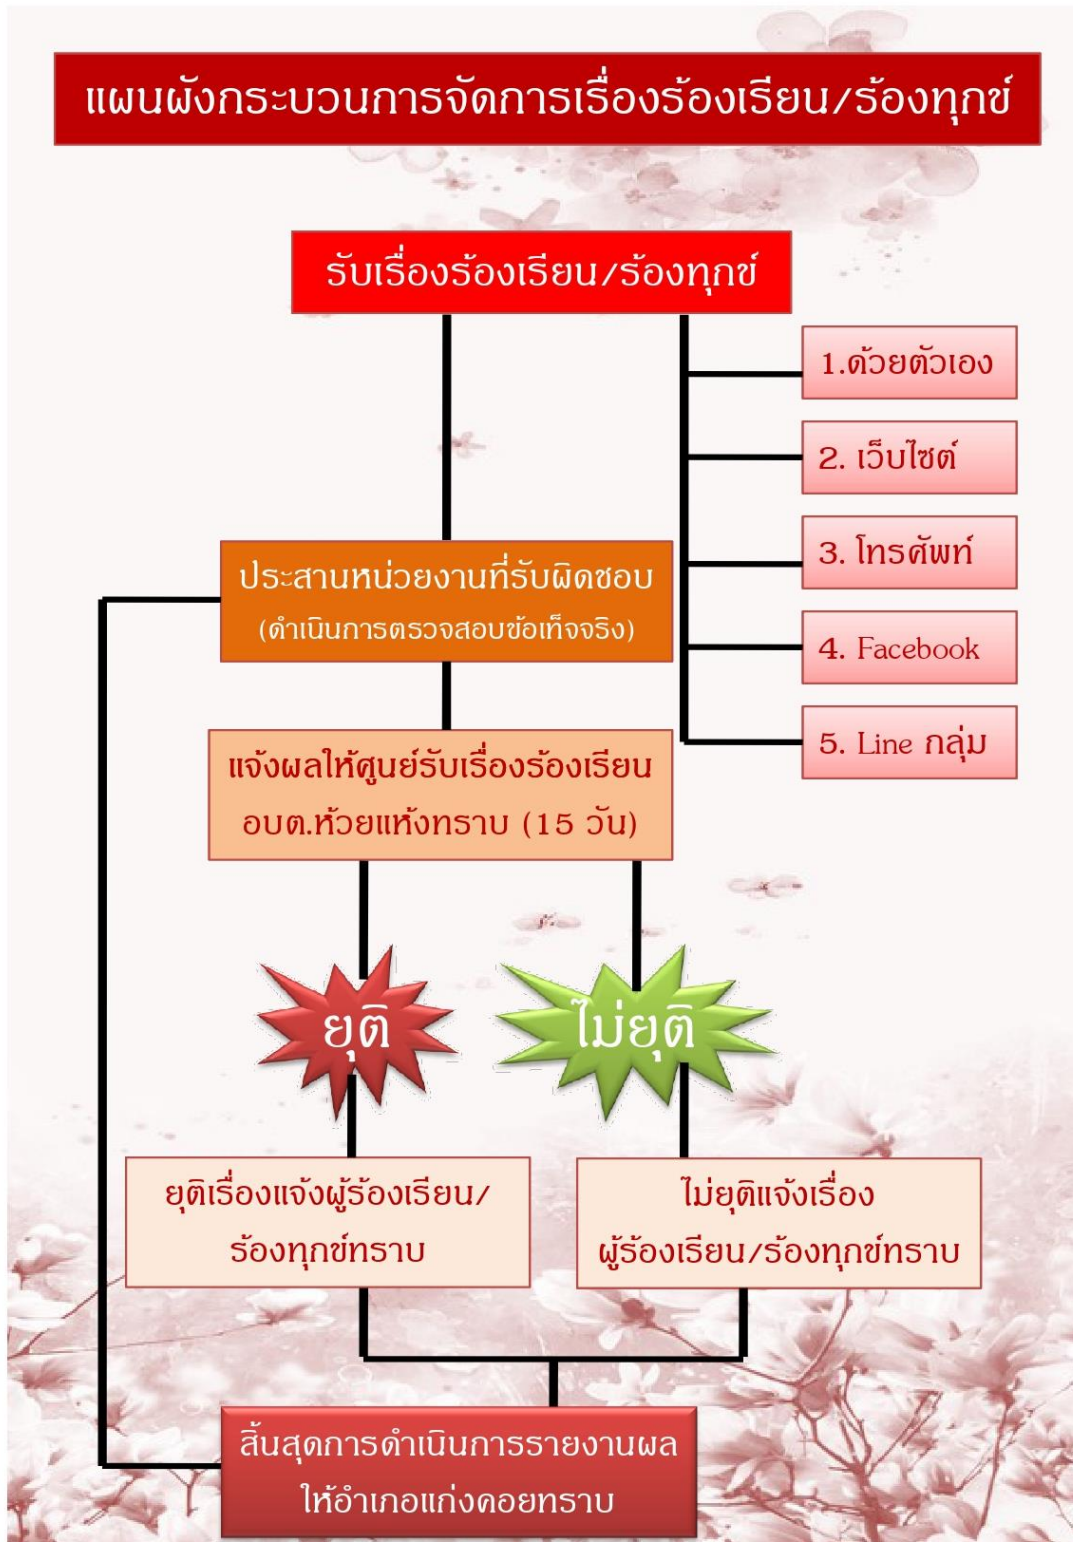 แผนผังกระบวนการจัดการเรื่องร้องเรียน/ร้องทุกข์
รับเรื่องร้องเรียน/ร้องทุกข์
1.ด้วยตัวเอง
2. เว็บไซต์
3. โทรศัพท์
4. Facebook
5. Line กลุ่ม
ประสานหน่วยงานที่รับผิดชอบ
(ดำเนินการตรวจสอบข้อเท็จจริง)
แจ้งผลให้ศูนย์รับเรื่องร้องเรียน
อบต.ห้วยแห้งทราบ (15 วัน)
ยุติ
ไม่ยุติ
ยุติเรื่องแจ้งผู้ร้องเรียน/
ร้องทุกข์ทราบ
ไม่ยุติแจ้งเรื่อง
ผู้ร้องเรียน/ร้องทุกข์ทราบ
สิ้นสุดการดำเนินการรายงานผล
ให้อำเภอแก่งคอยทราบ